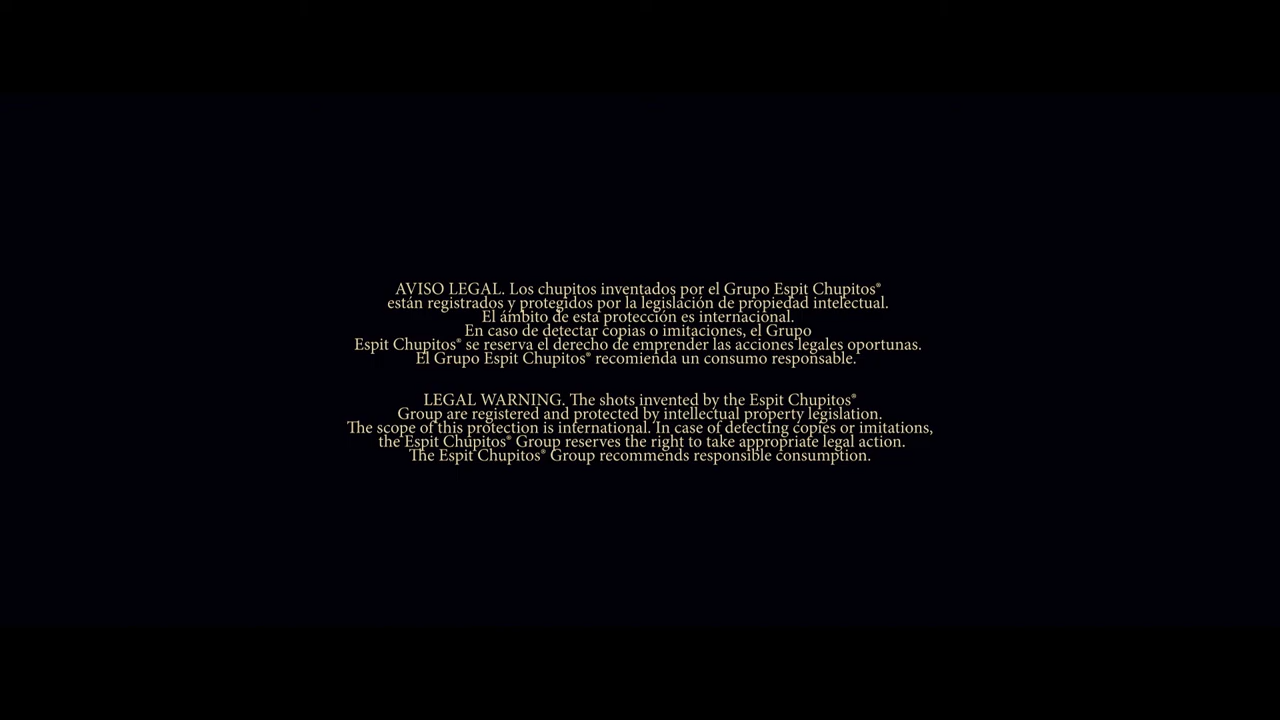 AVISO LEGAL. Los chupitos inventados por el Grupo Espit Chupitos®
están registrados y protegidos por la legislación de propiedad intelectual.
El ámbito de esta protección es internacional.
En caso de detectar copias o imitaciones, el Grupo
Espit Chupitos® se reserva el derecho de emprender las acciones legales oportunas.
El Grupo Espit Chupitos® recomienda un consumo responsable.
LEGAL WARNING. The shots invented by the Espit Chupitos®
Group are registered and protected by intellectual property legislation.
The scope of this protection is international. In case of detecting copies or imitations,
the Espit Chupitos® Group reserves the right to take appropriate legal action.
The Espit Chupitos® Group recommends responsible consumption.